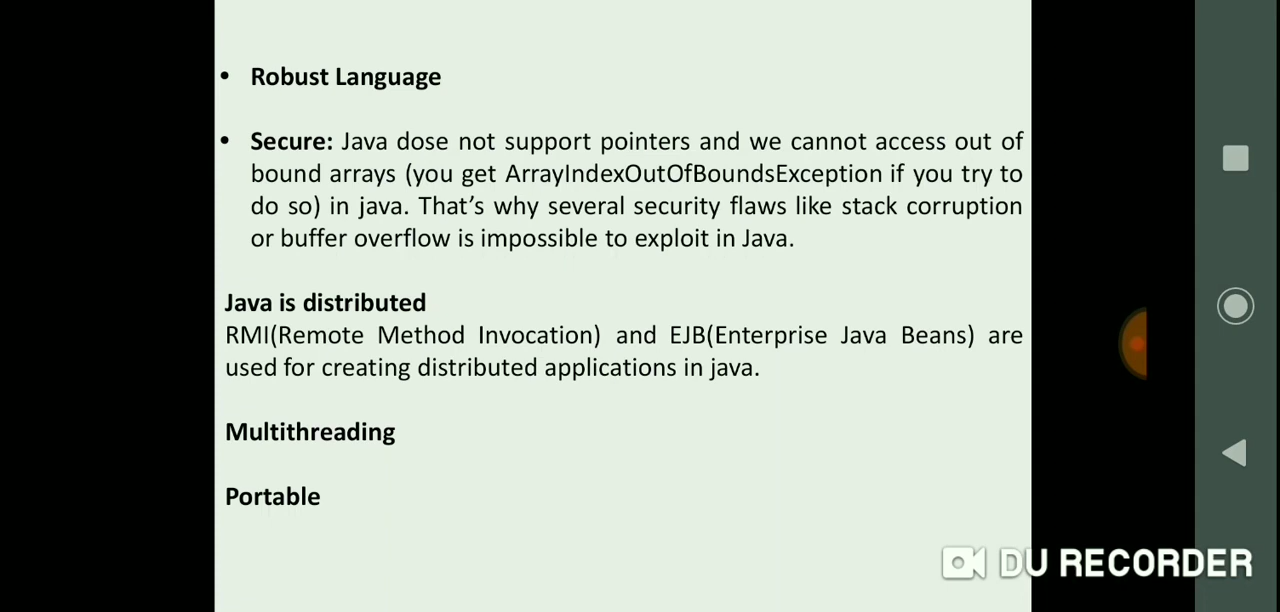 • Robust Language
• Secure: Java dose not support pointers and we cannot access out of
bound arrays (you get ArrayIndexOutOfBoundsException if you try to
do so) in java. That’s why several security flaws like stack corruption
or buffer overflow is impossible to exploit in Java.
Java is distributed
RMI(Remote Method Invocation) and EJB(Enterprise Java Beans) are
used for creating distributed applications in java.
Multithreading
Portable
DU RECORDER